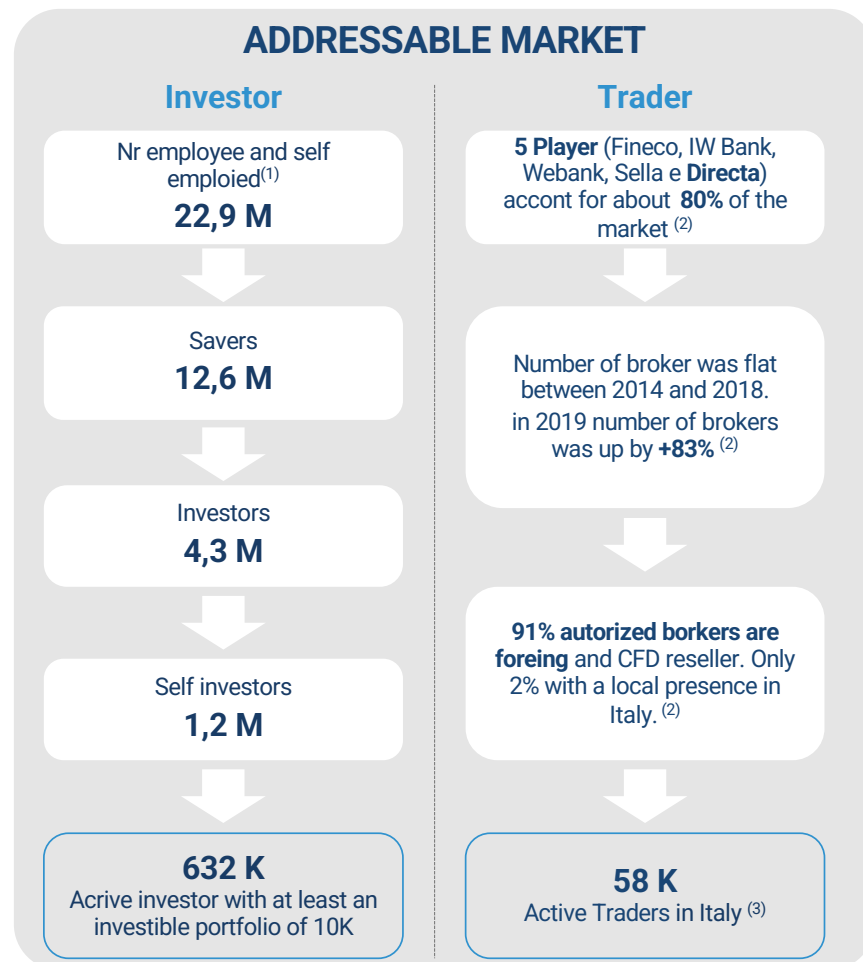 ADDRESSABLE MARKET
Investor
Nr employee and self
emploied(1)
22,9 M
Savers
12,6 M
Investors
4,3 M
Self investors
1,2 M
632 K
Acrive investor with at least an
investible portfolio of 10K
Trader
5 Player (Fineco, IW Bank,
Webank, Sella e Directa)
accont for about 80% of the
market (2)
Number of broker was flat
between 2014 and 2018.
in 2019 number of brokers
was up by +83% (2)
91% autorized borkers are
foreing and CFD reseller. Only
2% with a local presence in
Italy. (2)
58 K
Active Traders in Italy (3)